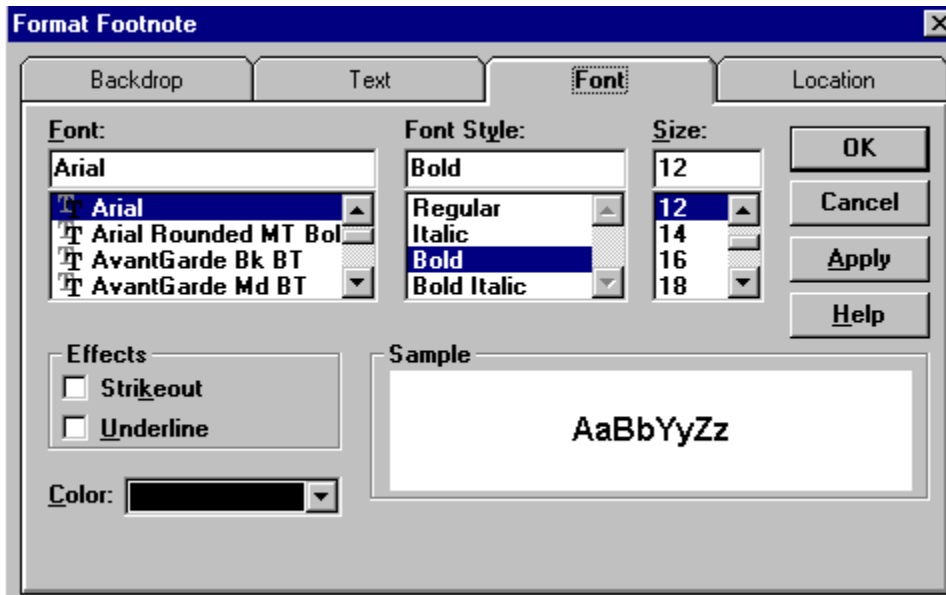 Format Footnote
Backdrop Text Font Location
Font: Font Style: Size:
Arial Bold 12
OK
Arial Regular 12
Arial Rounded MT Bol Italic 14
AvantGarde Bk BT Bold 16
AvantGarde Md BT Bold Italic 18
Cancel
Apply
Help
Effects
Strikeout
Underline
Color:
Sample
AaBbYyZz